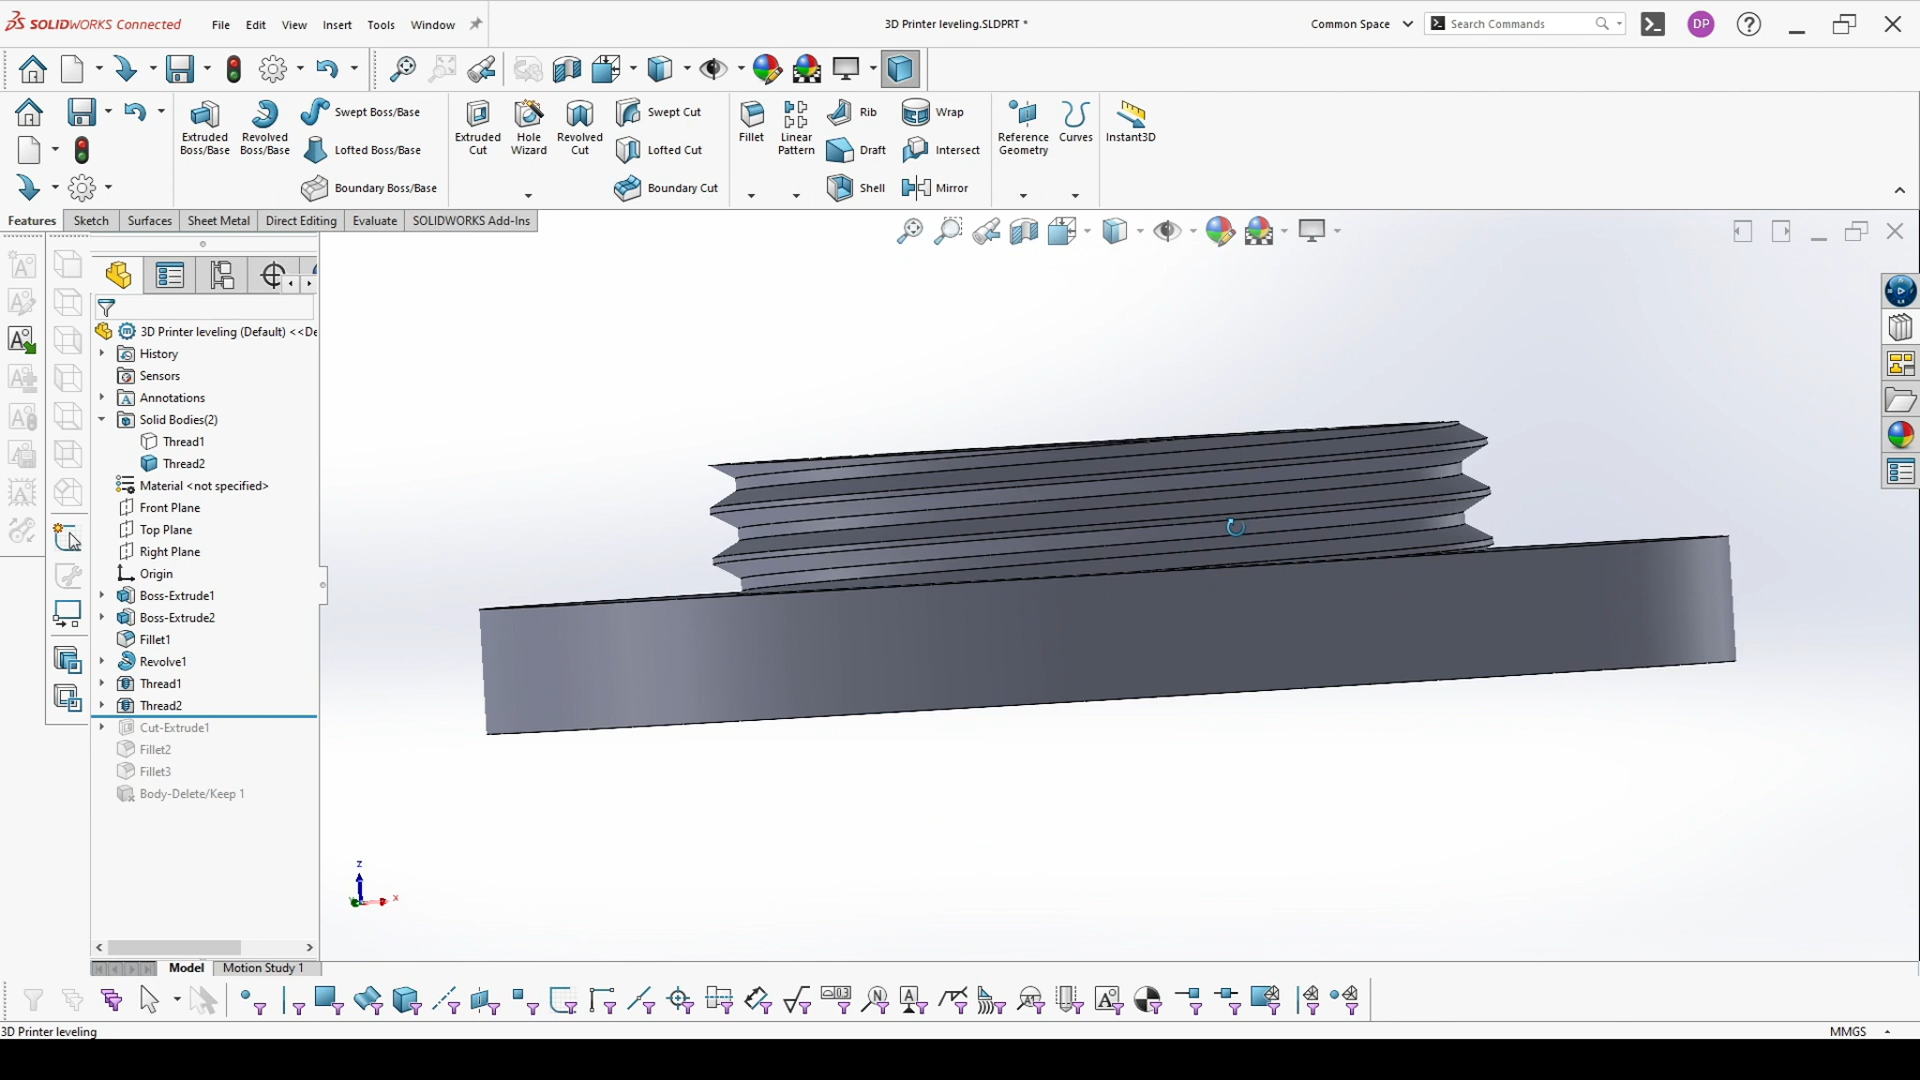 SOLIDWORKS Connected
File Edit View Insert Tools Window
3D Printer leveling.SLDPRT *
Common Space
Search Commands
DP
Extruded Boss/Base
Revolved Boss/Base
Swept Boss/Base
Lofted Boss/Base
Boundary Boss/Base
Extruded Cut
Hole Wizard
Revolved Cut
Swept Cut
Lofted Cut
Boundary Cut
Fillet
Linear Pattern
Rib
Draft
Shell
Wrap
Intersect
Mirror
Reference Geometry
Curves
Instant3D
Features Sketch Surfaces Sheet Metal Direct Editing Evaluate SOLIDWORKS Add-Ins
3D Printer leveling (Default) <<De
History
Sensors
Annotations
Solid Bodies(2)
Thread1
Thread2
Material <not specified>
Front Plane
Top Plane
Right Plane
Origin
Boss-Extrude1
Boss-Extrude2
Fillet1
Revolve1
Thread1
Thread2
Cut-Extrude1
Fillet2
Fillet3
Body-Delete/Keep 1
z
x
Model Motion Study 1
3D Printer leveling
MMGS